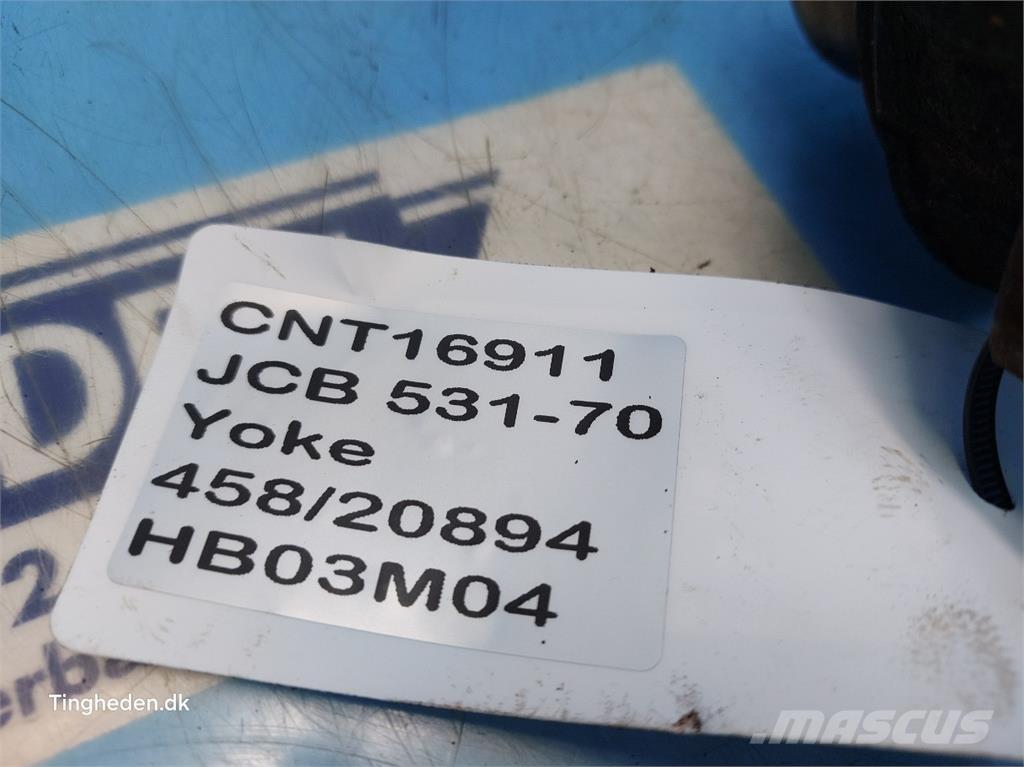 CNT16911
JCB 531-70
Yoke
458/20894
HB03M04
Tingheden.dk
MASCUS